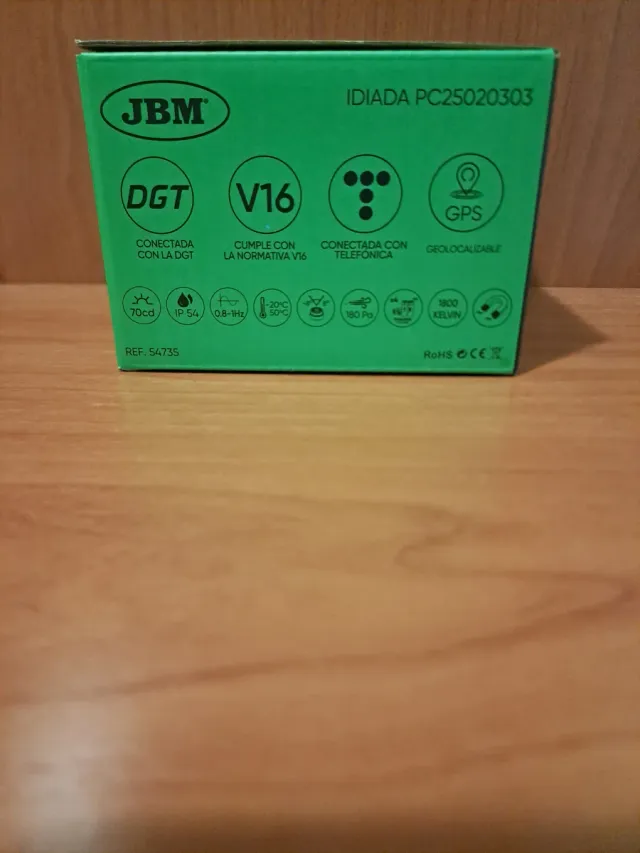 JBM®
IDIADA PC25020303
DGT
V16
GPS
CONECTADA
CON LA DGT
CUMPLE CON
LA NORMATIVA V16
CONECTADA CON
TELEFÓNICA
GEOLOCALIZABLE
70cd
IP 54
0.8-1Hz
-20°C
50°C
180 Pa
1800
KELVIN
REF. 54735
RoHS CE